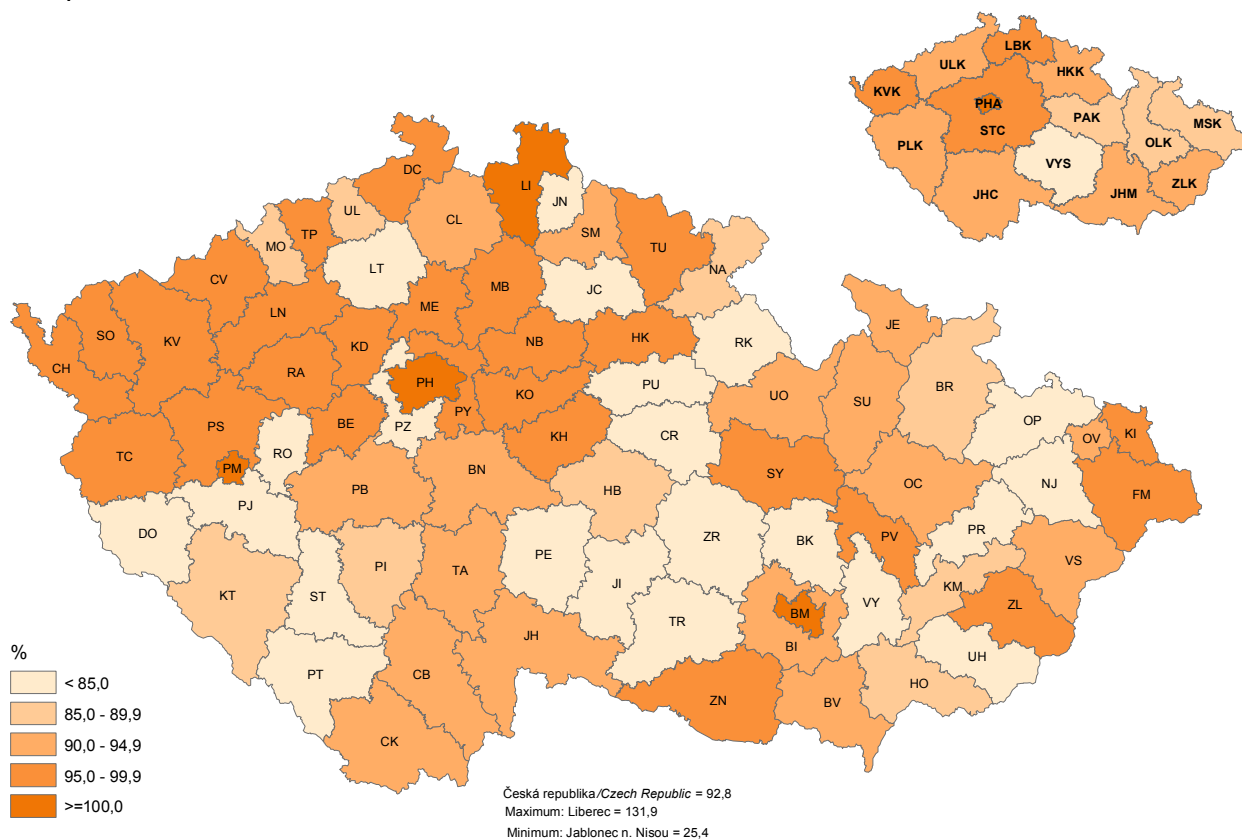 LBK
ULK
HKK
KVK
PHA
PAK
MSK
STC
OLK
PLK
VYS
ZLK
JHC
JHM
DC
LI
JN
UL
CL
TP
SM
MO
TU
LT
NA
CV
MB
JC
ME
LN
JE
SO
KV
KD
NB
HK
RK
CH
RA
PH
PU
BR
KO
UO
SU
PY
BE
PZ
OP
PS
KH
CR
OV
KI
RO
TC
PM
BN
SY
OC
NJ
FM
PB
HB
PJ
PR
DO
ZR
BK
PV
PE
VS
PI
TA
JI
KM
KT
ST
VY
ZL
BM
TR
JH
BI
UH
PT
CB
HO
ZN
BV
CK
%
< 85,0
85,0 - 89,9
90,0 - 94,9
95,0 - 99,9
>=100,0
Česká republika/Czech Republic = 92,8
Maximum: Liberec = 131,9
Minimum: Jablonec n. Nisou = 25,4